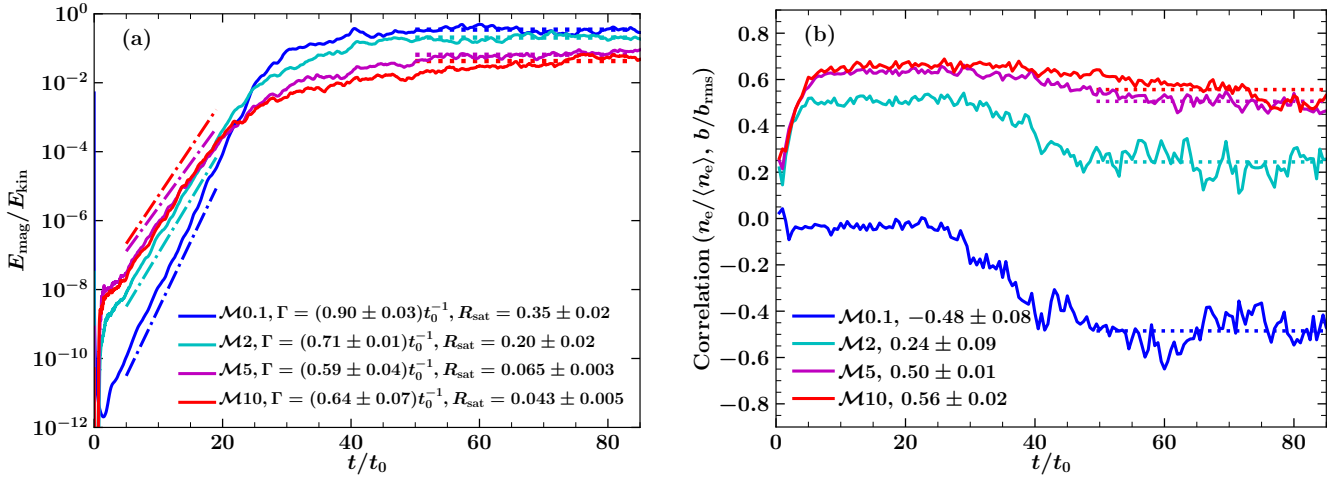 (a)
10^0
10^−2
10^−4
10^−6
10^−8
10^−10
10^−12
E_mag/E_kin
ℳ0.1, Γ = (0.90 ± 0.03)t_0^−1, R_sat = 0.35 ± 0.02
ℳ2, Γ = (0.71 ± 0.01)t_0^−1, R_sat = 0.20 ± 0.02
ℳ5, Γ = (0.59 ± 0.04)t_0^−1, R_sat = 0.065 ± 0.003
ℳ10, Γ = (0.64 ± 0.07)t_0^−1, R_sat = 0.043 ± 0.005
0 20 40 60 80
t/t_0
(b)
0.8
0.6
0.4
0.2
0.0
−0.2
−0.4
−0.6
−0.8
Correlation (n_e/⟨n_e⟩, b/b_rms)
ℳ0.1, −0.48 ± 0.08
ℳ2, 0.24 ± 0.09
ℳ5, 0.50 ± 0.01
ℳ10, 0.56 ± 0.02
0 20 40 60 80
t/t_0